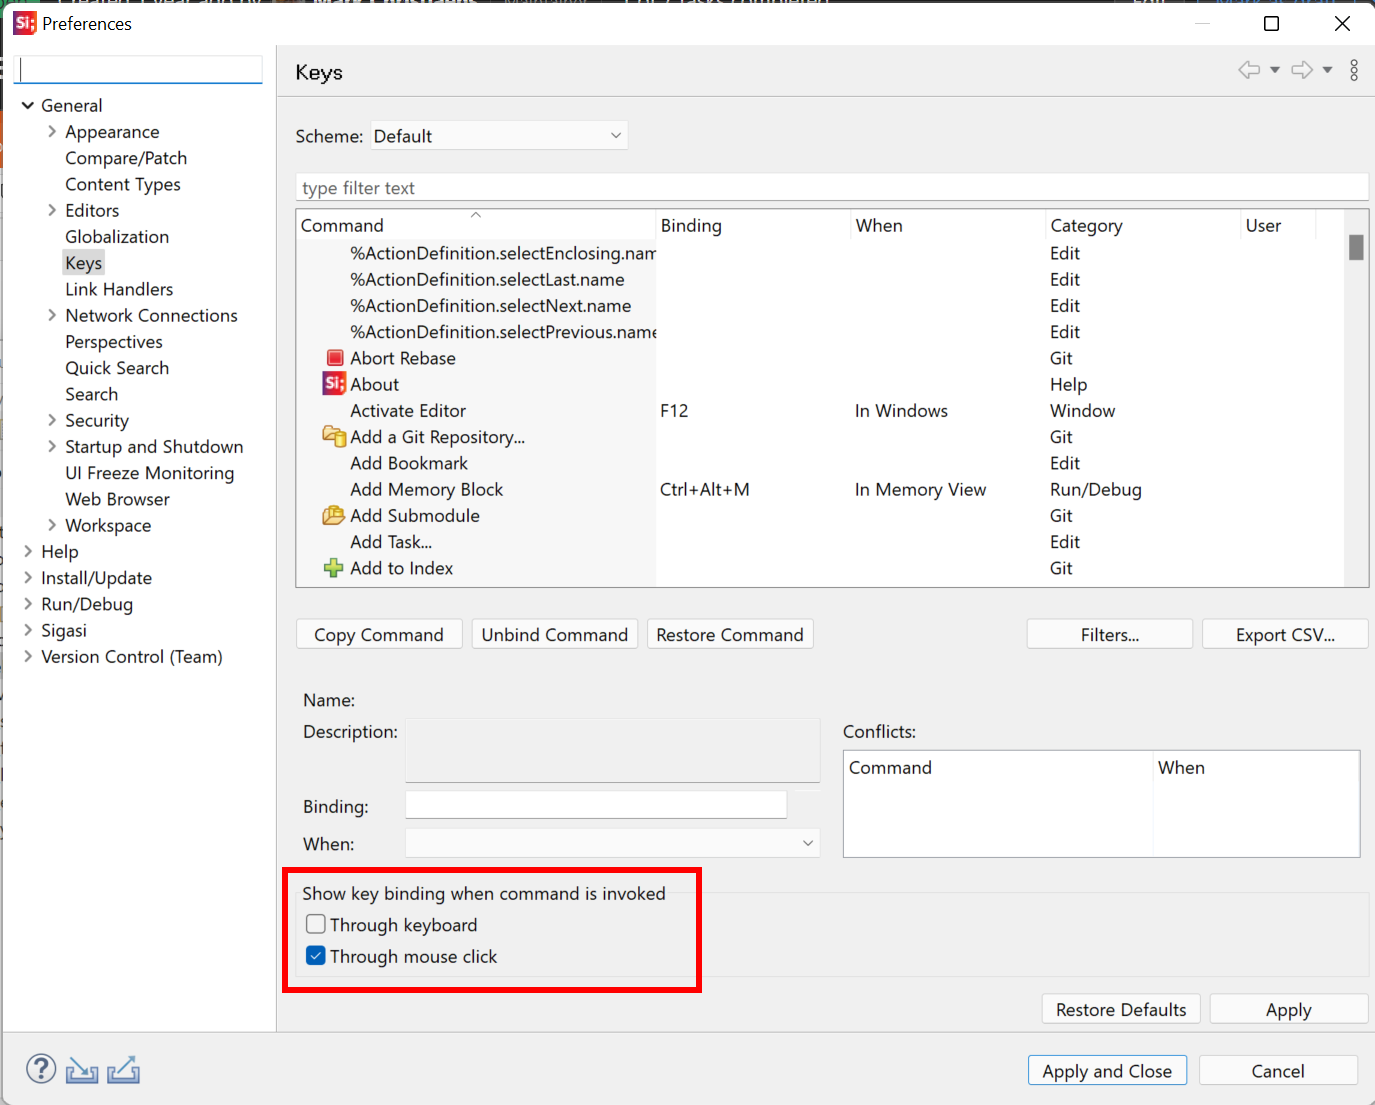 Si; Preferences
General
Appearance
Compare/Patch
Content Types
Editors
Globalization
Keys
Link Handlers
Network Connections
Perspectives
Quick Search
Search
Security
Startup and Shutdown
UI Freeze Monitoring
Web Browser
Workspace
Help
Install/Update
Run/Debug
Sigasi
Version Control (Team)
Keys
Scheme: Default
type filter text
Command Binding When Category User
%ActionDefinition.selectEnclosing.nam Edit
%ActionDefinition.selectLast.name Edit
%ActionDefinition.selectNext.name Edit
%ActionDefinition.selectPrevious.name Edit
Abort Rebase Git
Si; About Help
Activate Editor F12 In Windows Window
Add a Git Repository... Git
Add Bookmark Edit
Add Memory Block Ctrl+Alt+M In Memory View Run/Debug
Add Submodule Git
Add Task... Edit
Add to Index Git
Copy Command Unbind Command Restore Command Filters... Export CSV...
Name:
Description:
Binding:
When:
Conflicts:
Command When
Show key binding when command is invoked
Through keyboard
Through mouse click
Restore Defaults Apply
? Apply and Close Cancel